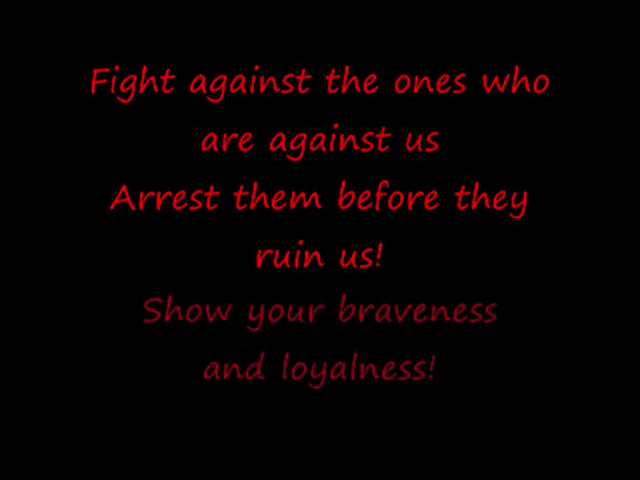 Fight against the ones who
are against us
Arrest them before they
ruin us!
Show your braveness
and loyalness!